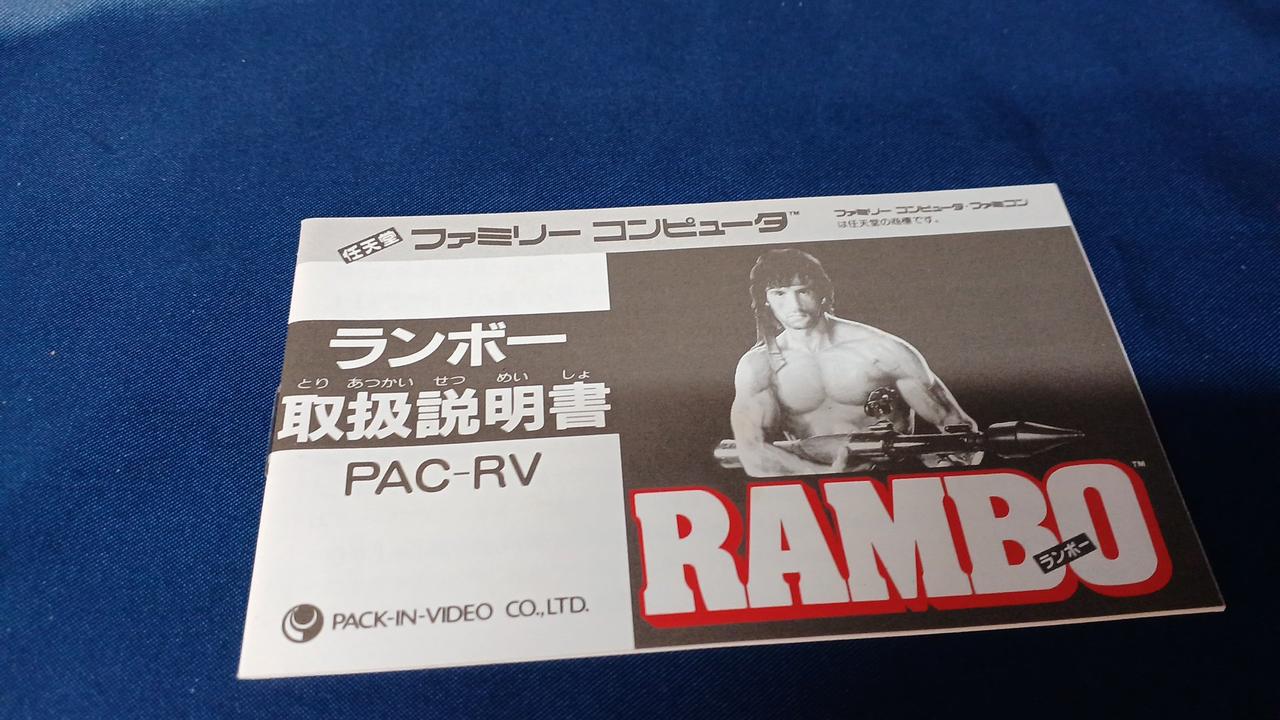 任天堂 ファミリー コンピュータ™
ファミリー コンピュータ・ファミコン
は任天堂の商標です。
ランボー
とり あつかい せつ めい しょ
取扱説明書
PAC-RV
RAMBO™
ランボー
PACK-IN-VIDEO CO.,LTD.